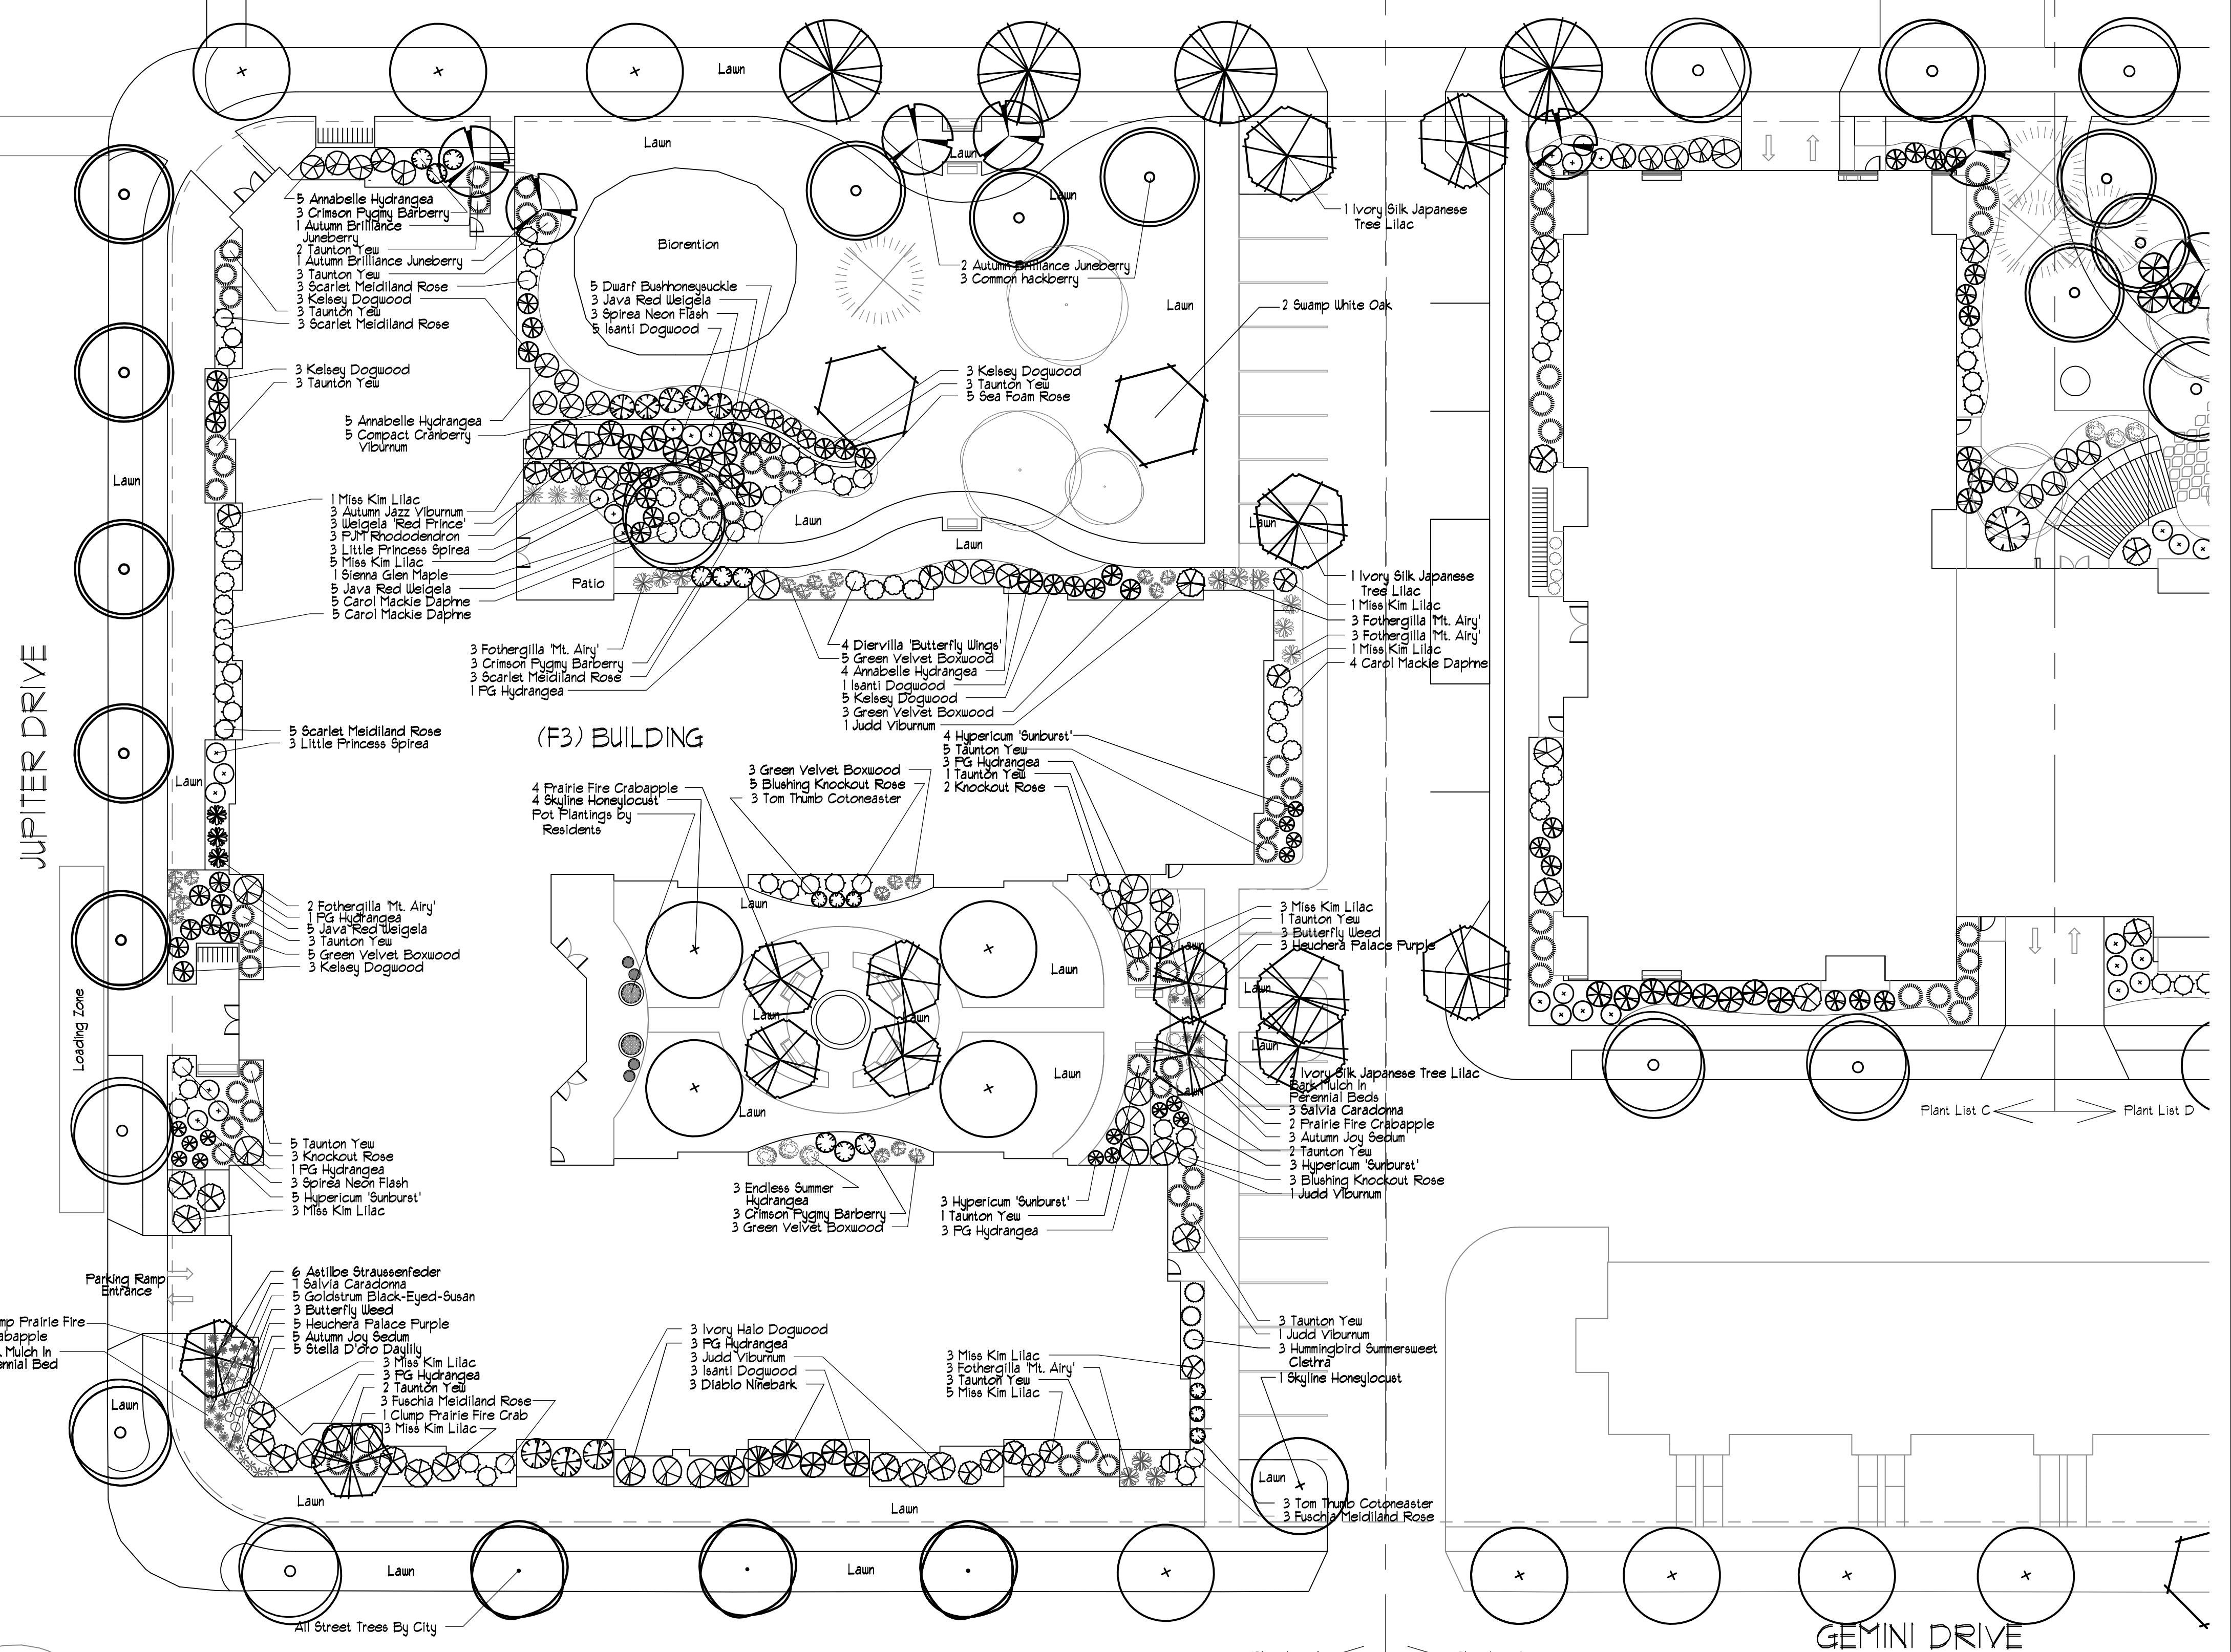 Lawn
Lawn
Lawn
Lawn
5 Annabelle Hydrangea
3 Crimson Pygmy Barberry
1 Autumn Brilliance
Juneberry
2 Taunton Yew
1 Autumn Brilliance Juneberry
3 Taunton Yew
3 Scarlet Meidiland Rose
3 Kelsey Dogwood
3 Taunton Yew
3 Scarlet Meidiland Rose
Biorention
5 Dwarf Bushhoneysuckle
3 Java Red Weigela
3 Spirea Neon Flash
5 Isanti Dogwood
2 Autumn Brilliance Juneberry
3 Common hackberry
1 Ivory Silk Japanese
Tree Lilac
Lawn
2 Swamp White Oak
3 Kelsey Dogwood
3 Taunton Yew
3 Kelsey Dogwood
3 Taunton Yew
5 Sea Foam Rose
5 Annabelle Hydrangea
5 Compact Cranberry
Viburnum
Lawn
1 Miss Kim Lilac
3 Autumn Jazz Viburnum
3 Weigela 'Red Prince'
3 PJM Rhododendron
3 Little Princess Spirea
5 Miss Kim Lilac
1 Sienna Glen Maple
5 Java Red Weigela
5 Carol Mackie Daphne
5 Carol Mackie Daphne
Lawn
Lawn
Lawn
Patio
1 Ivory Silk Japanese
Tree Lilac
1 Miss Kim Lilac
3 Fothergilla 'Mt. Airy'
3 Fothergilla 'Mt. Airy'
1 Miss Kim Lilac
4 Carol Mackie Daphne
3 Fothergilla 'Mt. Airy'
3 Crimson Pygmy Barberry
3 Scarlet Meidiland Rose
1 PG Hydrangea
4 Diervilla 'Butterfly Wings'
5 Green Velvet Boxwood
4 Annabelle Hydrangea
1 Isanti Dogwood
5 Kelsey Dogwood
3 Green Velvet Boxwood
1 Judd Viburnum
JUPITER DRIVE
5 Scarlet Meidiland Rose
3 Little Princess Spirea
(F3) BUILDING
4 Hypericum 'Sunburst'
5 Taunton Yew
3 PG Hydrangea
1 Taunton Yew
2 Knockout Rose
Lawn
4 Prairie Fire Crabapple
4 Skyline Honeylocust
Pot Plantings by
Residents
3 Green Velvet Boxwood
5 Blushing Knockout Rose
3 Tom Thumb Cotoneaster
2 Fothergilla 'Mt. Airy'
1 PG Hydrangea
5 Java Red Weigela
3 Taunton Yew
5 Green Velvet Boxwood
3 Kelsey Dogwood
Lawn
3 Miss Kim Lilac
1 Taunton Yew
3 Butterfly Weed
3 Heuchera Palace Purple
Lawn
Lawn
Lawn
Lawn
Lawn
Loading Zone
Lawn
Lawn
Lawn
Lawn
2 Ivory Silk Japanese Tree Lilac
Bark Mulch In
Perennial Beds
3 Salvia Caradonna
2 Prairie Fire Crabapple
3 Autumn Joy Sedum
2 Taunton Yew
3 Hypericum 'Sunburst'
3 Blushing Knockout Rose
1 Judd Viburnum
Plant List C
Plant List D
5 Taunton Yew
3 Knockout Rose
1 PG Hydrangea
3 Spirea Neon Flash
5 Hypericum 'Sunburst'
3 Miss Kim Lilac
3 Endless Summer
Hydrangea
3 Crimson Pygmy Barberry
3 Green Velvet Boxwood
3 Hypericum 'Sunburst'
1 Taunton Yew
3 PG Hydrangea
Parking Ramp
Entrance
6 Astilbe Straussenfeder
7 Salvia Caradonna
5 Goldstrum Black-Eyed-Susan
3 Butterfly Weed
5 Heuchera Palace Purple
5 Autumn Joy Sedum
5 Stella D'oro Daylily
3 Miss Kim Lilac
3 PG Hydrangea
2 Taunton Yew
3 Fuschia Meidiland Rose
1 Clump Prairie Fire Crab
3 Miss Kim Lilac
mp Prairie Fire
abapple
Mulch In
ennial Bed
3 Ivory Halo Dogwood
3 PG Hydrangea
3 Judd Viburnum
3 Isanti Dogwood
3 Diablo Ninebark
3 Miss Kim Lilac
3 Fothergilla 'Mt. Airy'
3 Taunton Yew
5 Miss Kim Lilac
3 Taunton Yew
1 Judd Viburnum
3 Hummingbird Summersweet
Clethra
1 Skyline Honeylocust
Lawn
Lawn
Lawn
Lawn
3 Tom Thumb Cotoneaster
3 Fuschia Meidiland Rose
Lawn
Lawn
All Street Trees By City
GEMINI DRIVE